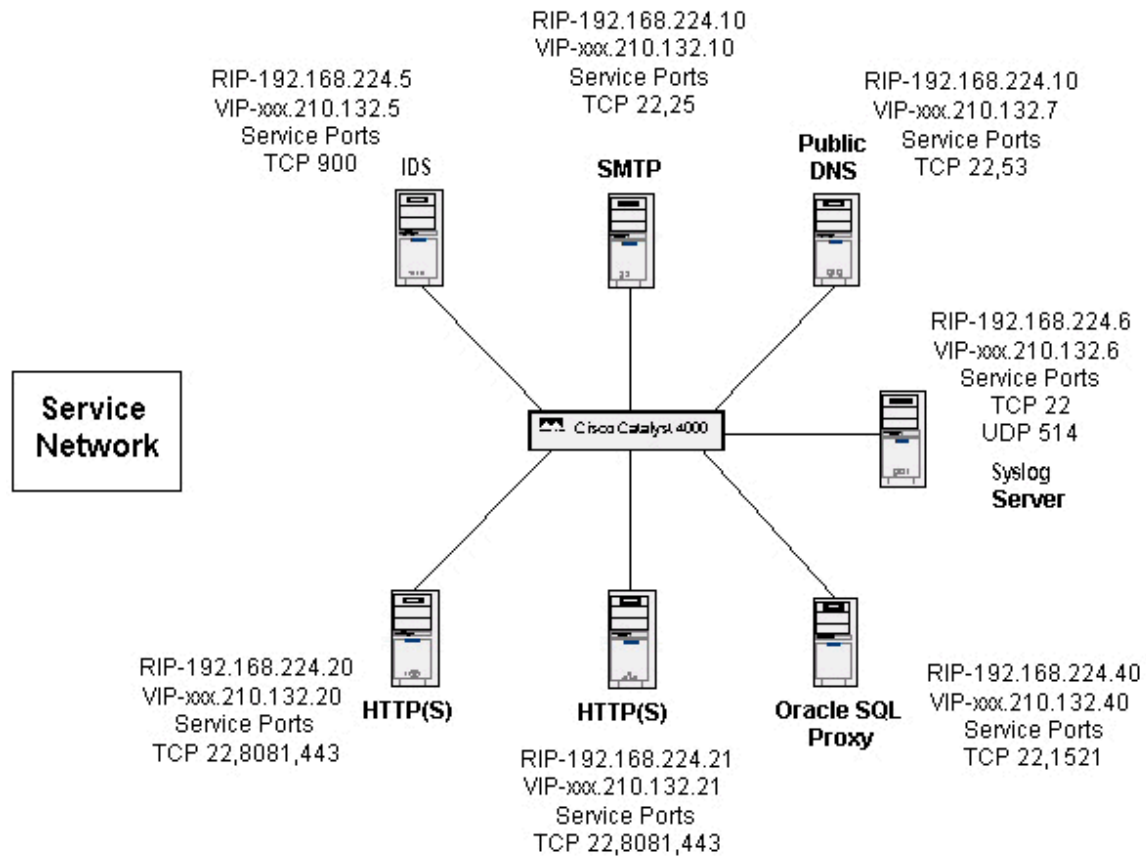 RIP-192.168.224.10
VIP-xxx.210.132.10
Service Ports
TCP 22,25
RIP-192.168.224.5
VIP-xxx.210.132.5
Service Ports
TCP 900
IDS
SMTP
RIP-192.168.224.10
VIP-xxx.210.132.7
Service Ports
TCP 22,53
Public
DNS
RIP-192.168.224.6
VIP-xxx.210.132.6
Service Ports
TCP 22
UDP 514
Syslog
Server
Service
Network
Cisco Catalyst 4000
RIP-192.168.224.20
VIP-xxx.210.132.20
Service Ports
TCP 22,8081,443
HTTP(S)
HTTP(S)
RIP-192.168.224.21
VIP-xxx.210.132.21
Service
Ports
TCP 22,8081,443
Oracle SQL
Proxy
RIP-192.168.224.40
VIP-xxx.210.132.40
Service
Ports
TCP 22,1521